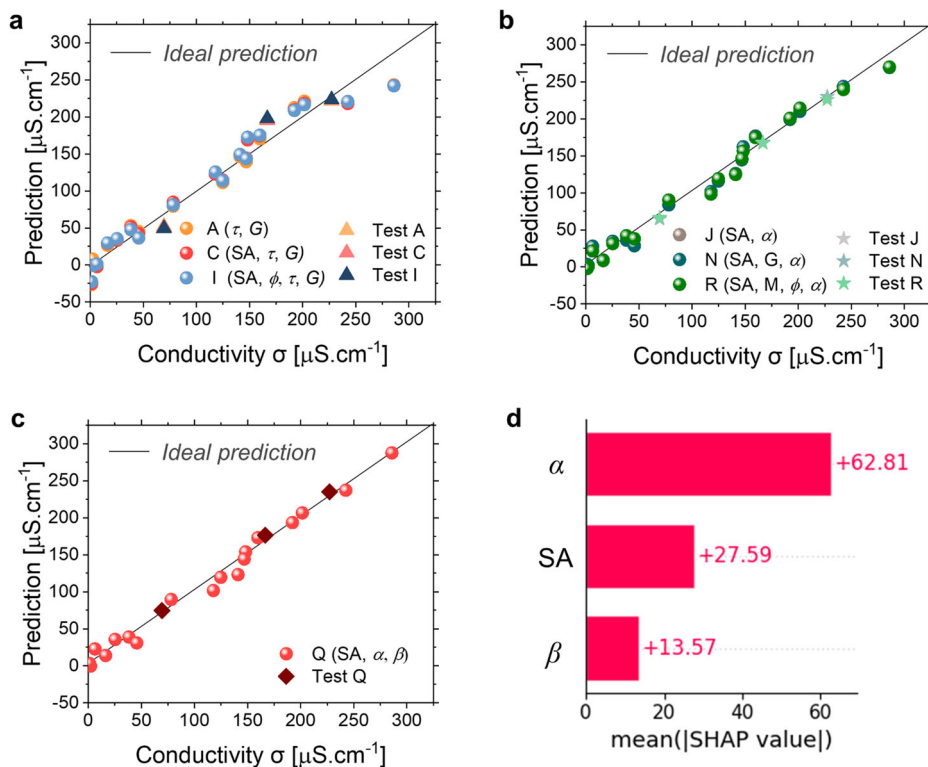 a
Ideal prediction
Prediction [μS.cm⁻¹]
300
250
200
150
100
50
0
-50
A (τ, G)
C (SA, τ, G)
I (SA, ϕ, τ, G)
Test A
Test C
Test I
0 50 100 150 200 250 300
Conductivity σ [μS.cm⁻¹]
b
Ideal prediction
Prediction [μS.cm⁻¹]
300
250
200
150
100
50
0
-50
J (SA, α)
N (SA, G, α)
R (SA, M, ϕ, α)
Test J
Test N
Test R
0 50 100 150 200 250 300
Conductivity σ [μS.cm⁻¹]
c
Ideal prediction
Prediction [μS.cm⁻¹]
300
250
200
150
100
50
0
-50
Q (SA, α, β)
Test Q
0 50 100 150 200 250 300
Conductivity σ [μS.cm⁻¹]
d
α +62.81
SA +27.59
β +13.57
0 20 40 60
mean(|SHAP value|)